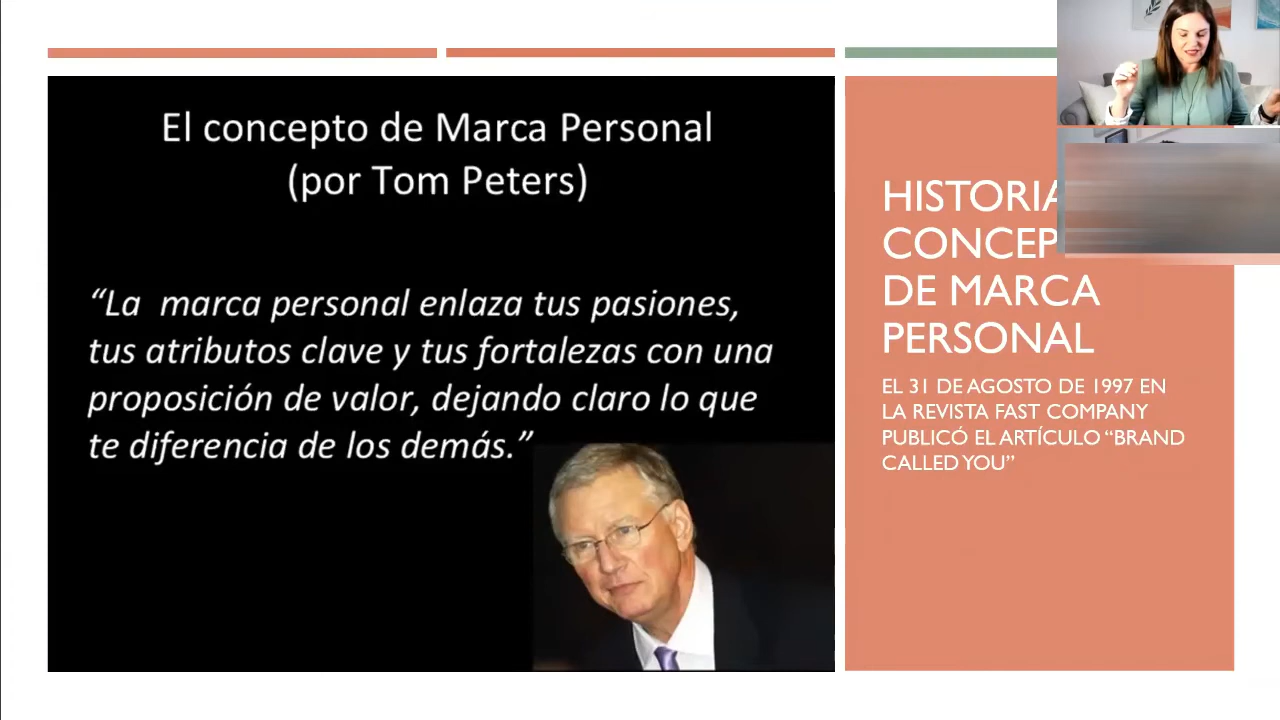 El concepto de Marca Personal
(por Tom Peters)
“La marca personal enlaza tus pasiones,
tus atributos clave y tus fortalezas con una
proposición de valor, dejando claro lo que
te diferencia de los demás.”
HISTORIA
DE MARCA
PERSONAL
EL 31 DE AGOSTO DE 1997 EN
LA REVISTA FAST COMPANY
PUBLICÓ EL ARTÍCULO “BRAND
CALLED YOU”